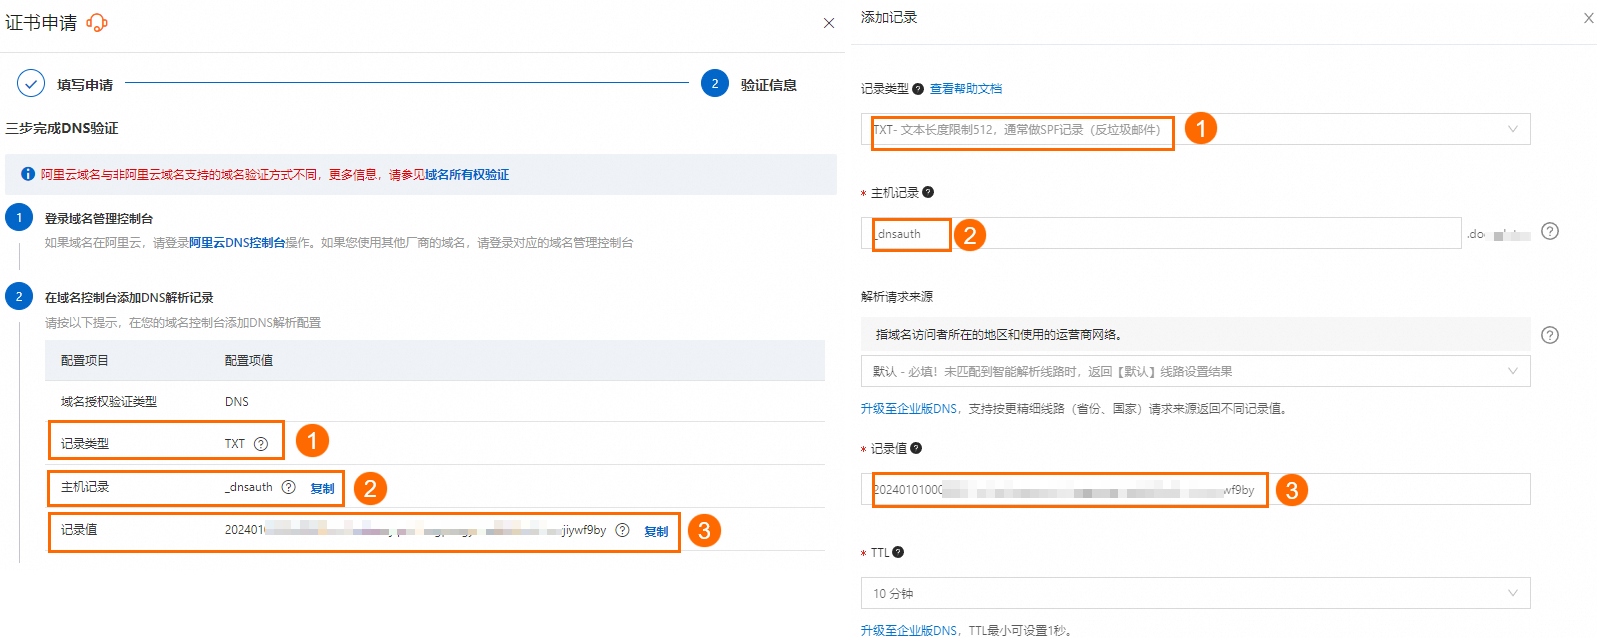 证书申请
填写申请
2
验证信息
三步完成DNS验证
阿里云域名与非阿里云域名支持的域名验证方式不同，更多信息，请参见域名所有权验证
1
登录域名管理控制台
如果域名在阿里云，请登录阿里云DNS控制台操作。如果您使用其他厂商的域名，请登录对应的域名管理控制台
2
在域名控制台添加DNS解析记录
请按以下提示，在您的域名控制台添加DNS解析配置
配置项目 配置项值
域名授权验证类型 DNS
记录类型 TXT ? 1
主机记录 _dnsauth ? 复制 2
记录值 202401 jiywf9by ? 复制 3
添加记录
记录类型 ? 查看帮助文档
TXT- 文本长度限制512，通常做SPF记录（反垃圾邮件） 1
* 主机记录 ?
_dnsauth 2 .do ?
解析请求来源
指域名访问者所在的地区和使用的运营商网络。 ?
默认 - 必填！未匹配到智能解析线路时，返回【默认】线路设置结果
升级至企业版DNS，支持按更精细线路（省份、国家）请求来源返回不同记录值。
* 记录值 ?
20240101000 wf9by 3
* TTL ?
10 分钟
升级至企业版DNS，TTL最小可设置1秒。